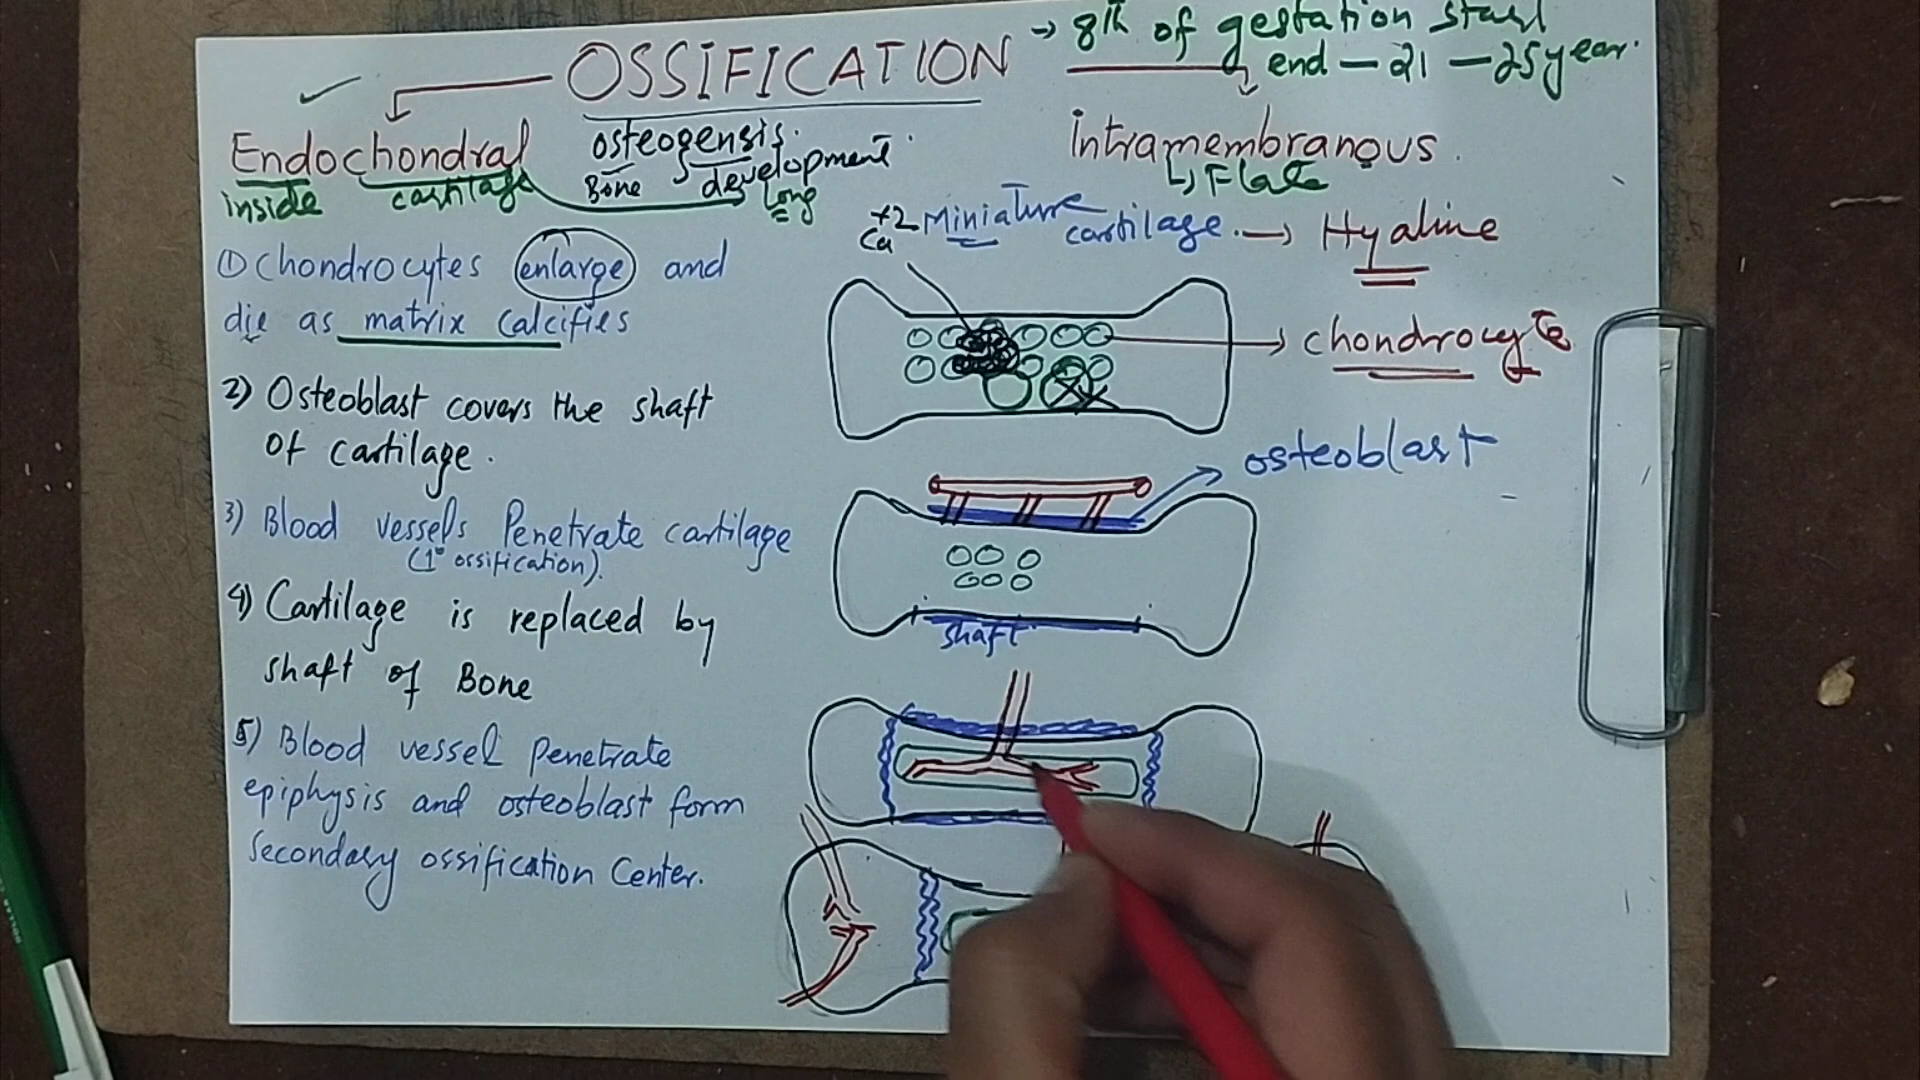 → 8th of gestation start
end — 21 — 25 year.
OSSIFICATION
Endochondral
inside cartilage
osteogensis.
Bone development
long
intramembranous.
↳ Flate
① Chondrocytes enlarge and
die as matrix calcifies
2) Osteoblast covers the shaft
Of cartilage.
3) Blood vessels Penetrate cartilage
(1° ossification).
4) Cartilage is replaced by
shaft of Bone
5) Blood vessel penetrate
epiphysis and osteoblast form
Secondary ossification Center.
Ca+2
Miniature
cartilage. → Hyaline
chondrocyte
osteoblast
shaft